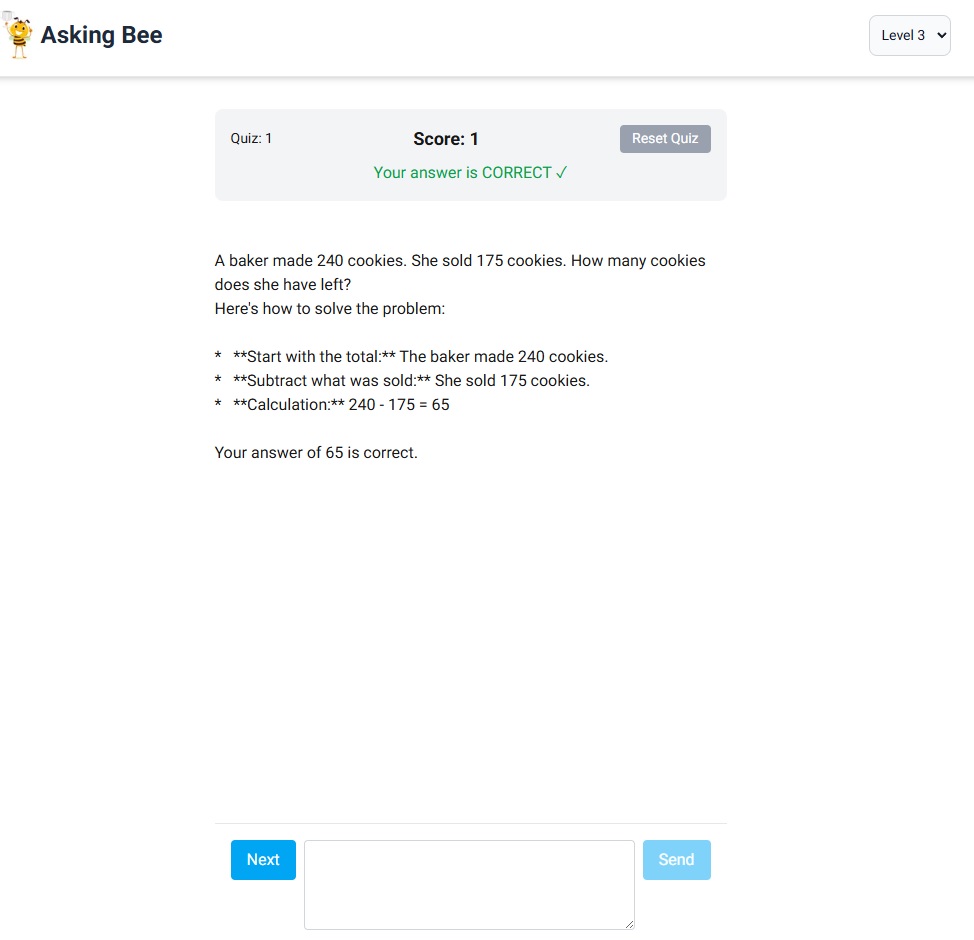 Asking Bee
Level 3
Quiz: 1
Score: 1
Reset Quiz
Your answer is CORRECT ✓
A baker made 240 cookies. She sold 175 cookies. How many cookies
does she have left?
Here's how to solve the problem:
*   **Start with the total:** The baker made 240 cookies.
*   **Subtract what was sold:** She sold 175 cookies.
*   **Calculation:** 240 - 175 = 65
Your answer of 65 is correct.
Next
Send